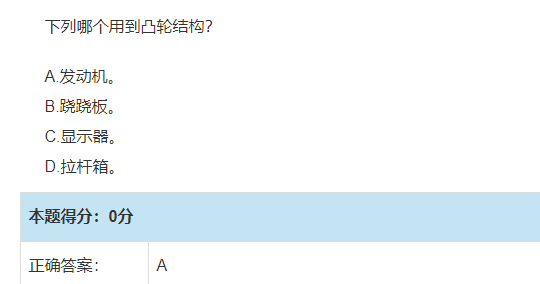 下列哪个用到凸轮结构?
A.发动机。
B.跷跷板。
C.显示器。
D.拉杆箱。
本题得分：0分
正确答案： A